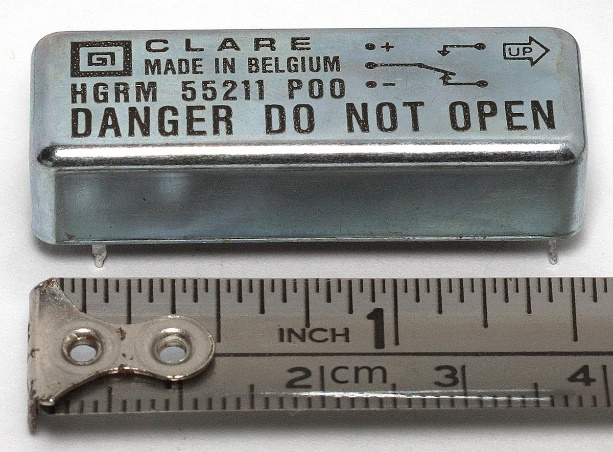 CLARE
MADE IN BELGIUM
HGRM 55211 P00
DANGER DO NOT OPEN
+
-
UP
INCH 1
2 cm 3 4